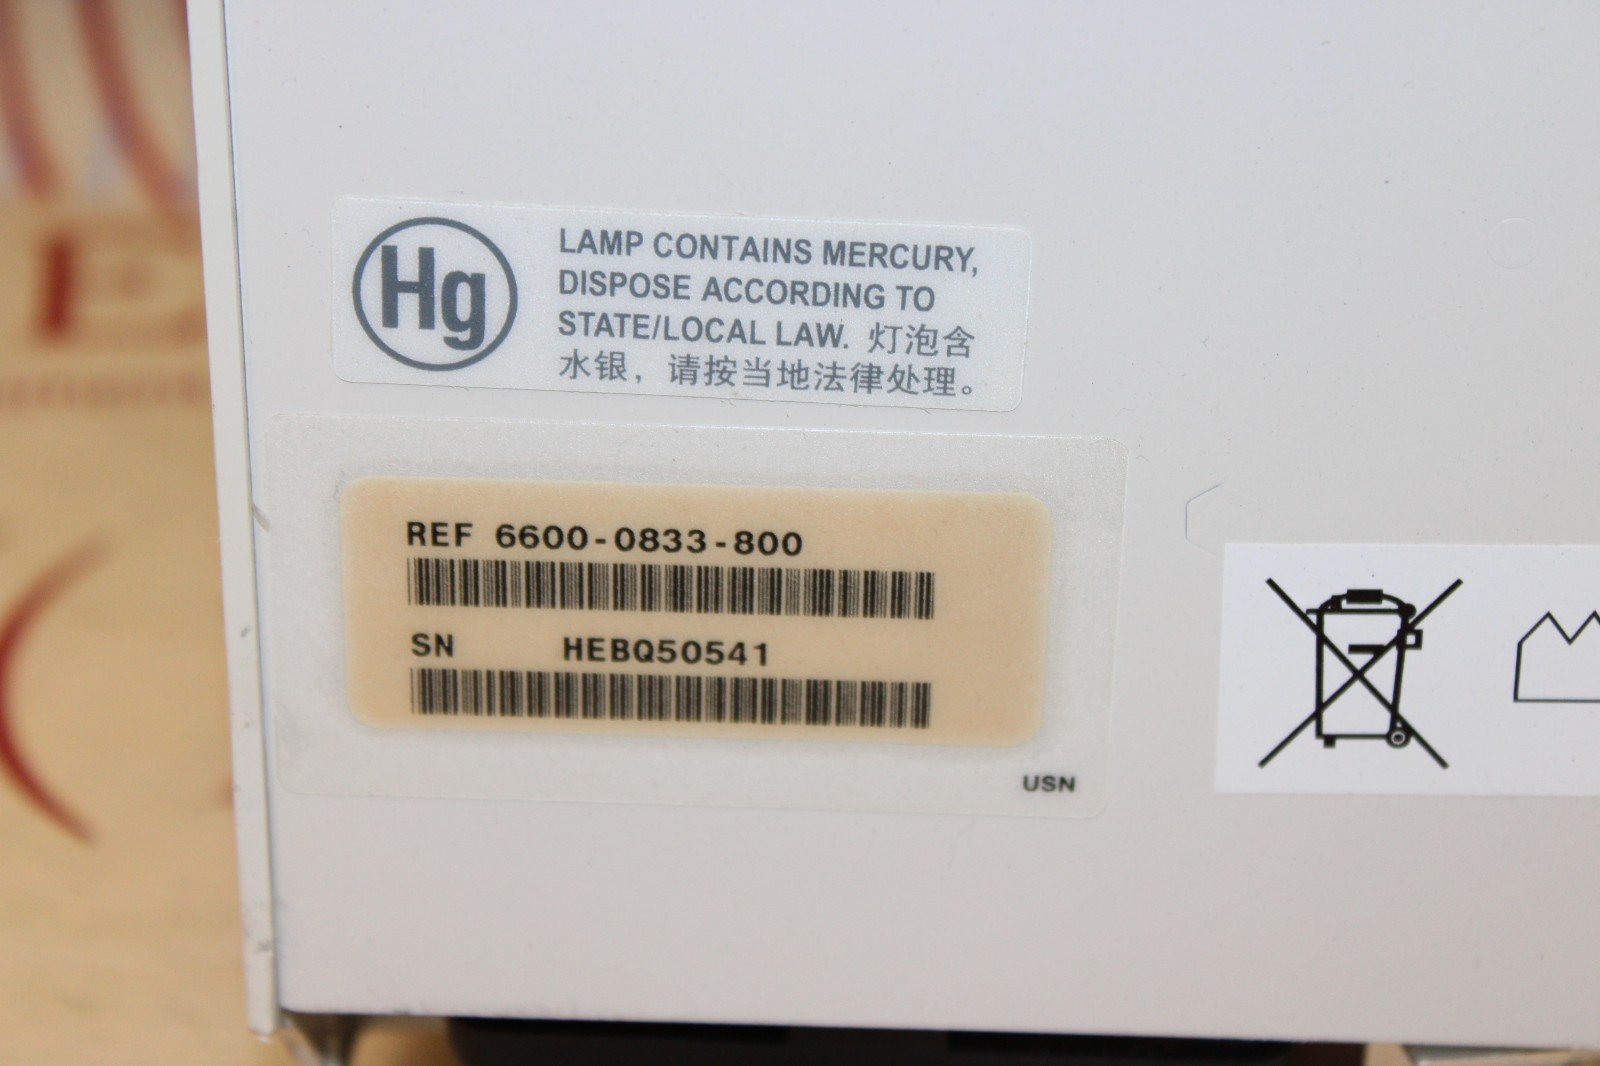 Hg
LAMP CONTAINS MERCURY,
DISPOSE ACCORDING TO
STATE/LOCAL LAW. 灯泡含
水银，请按当地法律处理。
REF 6600-0833-800
SN HEBQ50541
USN